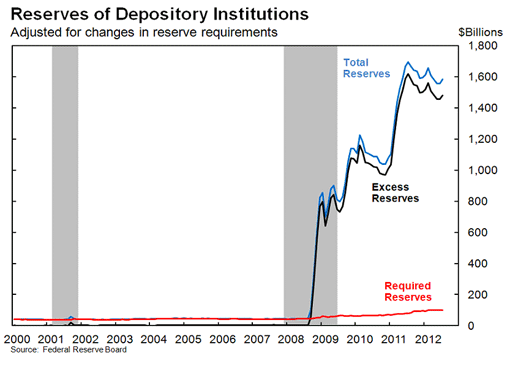 Reserves of Depository Institutions
Adjusted for changes in reserve requirements
$Billions
1,800
Total
Reserves
1,600
1,400
1,200
Excess
Reserves
1,000
800
600
400
Required
Reserves
200
0
2000 2001 2002 2003 2004 2005 2006 2007 2008 2009 2010 2011 2012
Source: Federal Reserve Board